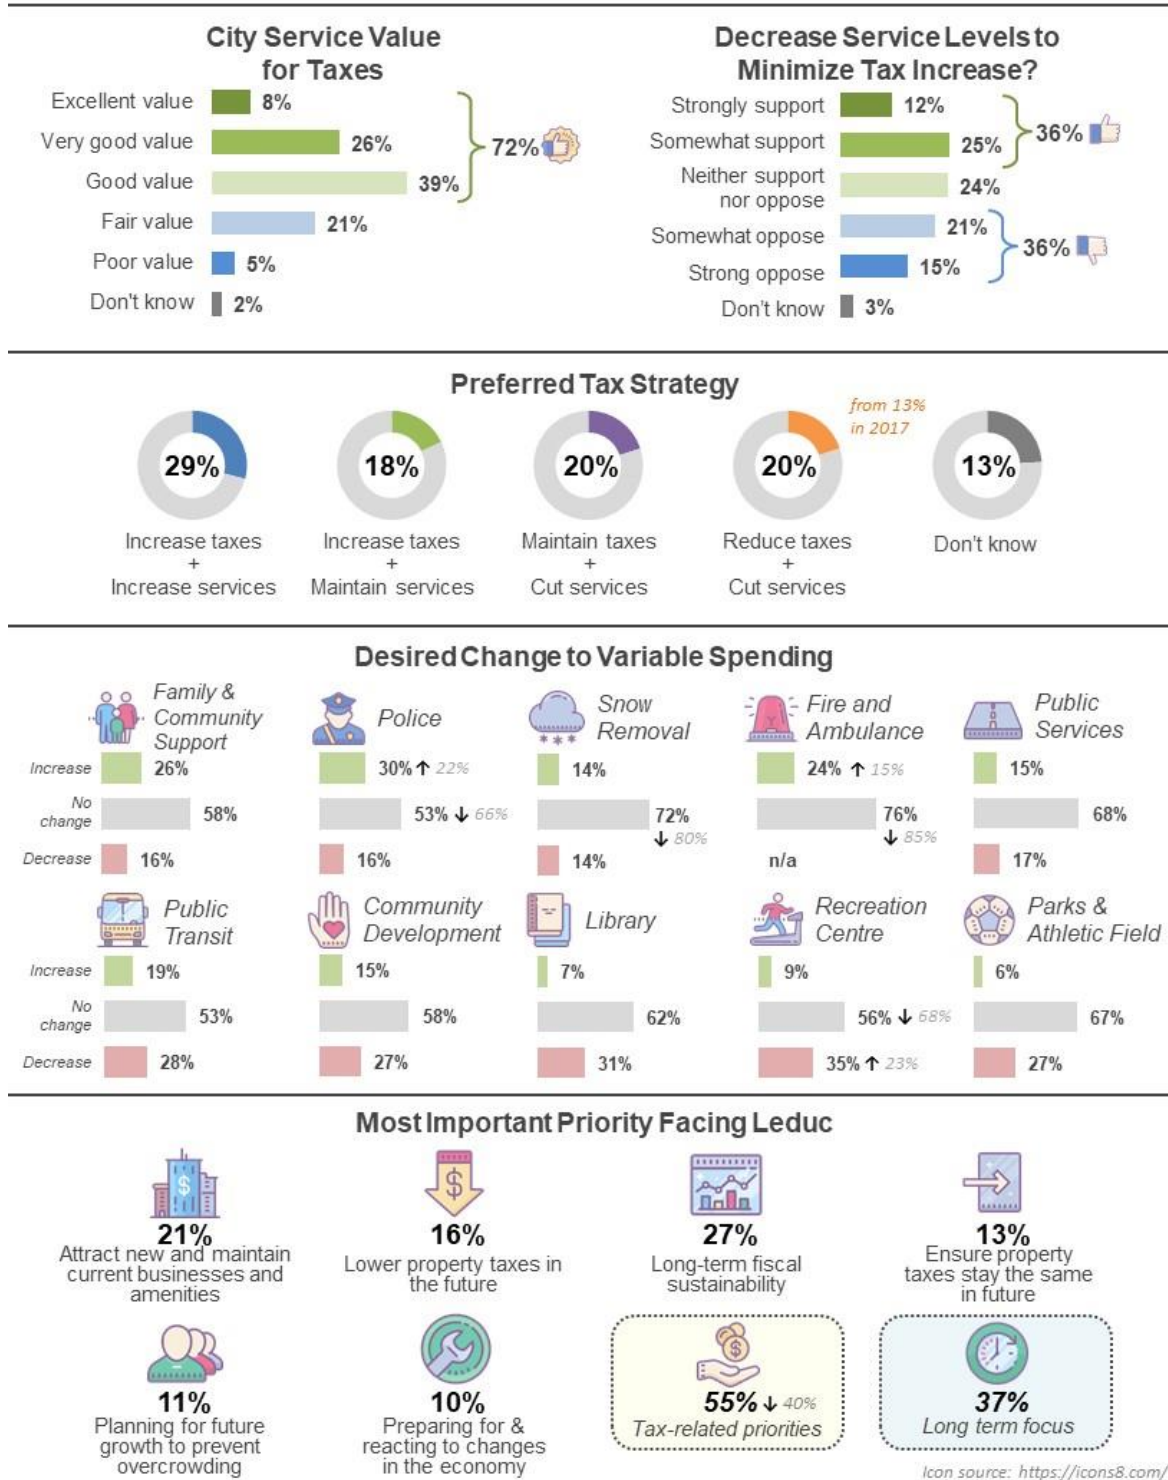 City Service Value
for Taxes
Excellent value 8%
Very good value 26%
Good value 39%
72%
Fair value 21%
Poor value 5%
Don't know 2%
Decrease Service Levels to
Minimize Tax Increase?
Strongly support 12%
Somewhat support 25%
36%
Neither support
nor oppose 24%
Somewhat oppose 21%
Strong oppose 15%
36%
Don't know 3%
Preferred Tax Strategy
29%
Increase taxes
+
Increase services
18%
Increase taxes
+
Maintain services
20%
Maintain taxes
+
Cut services
20%
from 13%
in 2017
Reduce taxes
+
Cut services
13%
Don't know
Desired Change to Variable Spending
Family &
Community
Support
Increase 26%
No
change 58%
Decrease 16%
Police
30% ↑ 22%
53% ↓ 66%
16%
Snow
Removal
14%
72%
↓ 80%
14%
Fire and
Ambulance
24% ↑ 15%
76%
↓ 85%
n/a
Public
Services
15%
68%
17%
Public
Transit
Increase 19%
No
change 53%
Decrease 28%
Community
Development
15%
58%
27%
Library
7%
62%
31%
Recreation
Centre
9%
56% ↓ 68%
35% ↑ 23%
Parks &
Athletic Field
6%
67%
27%
Most Important Priority Facing Leduc
21%
Attract new and maintain
current businesses and
amenities
16%
Lower property taxes in
the future
27%
Long-term fiscal
sustainability
13%
Ensure property
taxes stay the same
in future
11%
Planning for future
growth to prevent
overcrowding
10%
Preparing for &
reacting to changes
in the economy
55% ↓ 40%
Tax-related priorities
37%
Long term focus
Icon source: https://icons8.com/